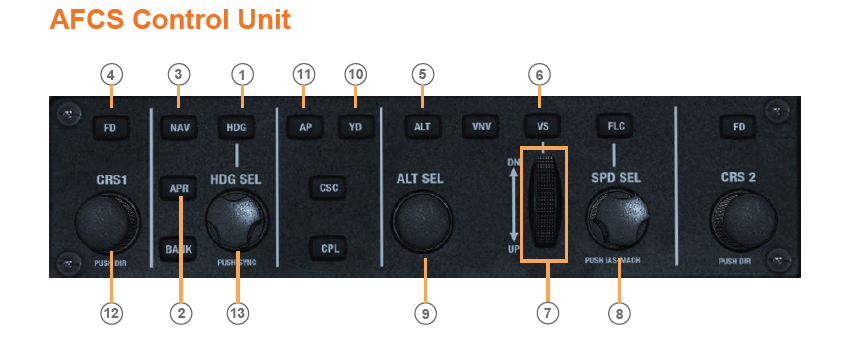 AFCS Control Unit
4 3 1 11 10 5 6
FD NAV HDG AP YD ALT VNV VS FLC FD
DN
CRS1 APR HDG SEL CSC ALT SEL SPD SEL CRS 2
BANK CPL UP
PUSH DIR PUSH SYNC PUSH IAS-MACH PUSH DIR
12 2 13 9 7 8